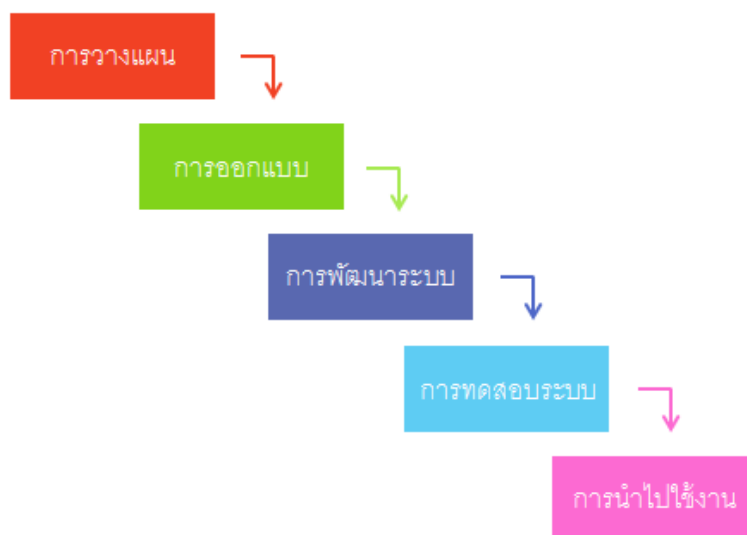 การวางแผน
การออกแบบ
การพัฒนาระบบ
การทดสอบระบบ
การนำไปใช้งาน